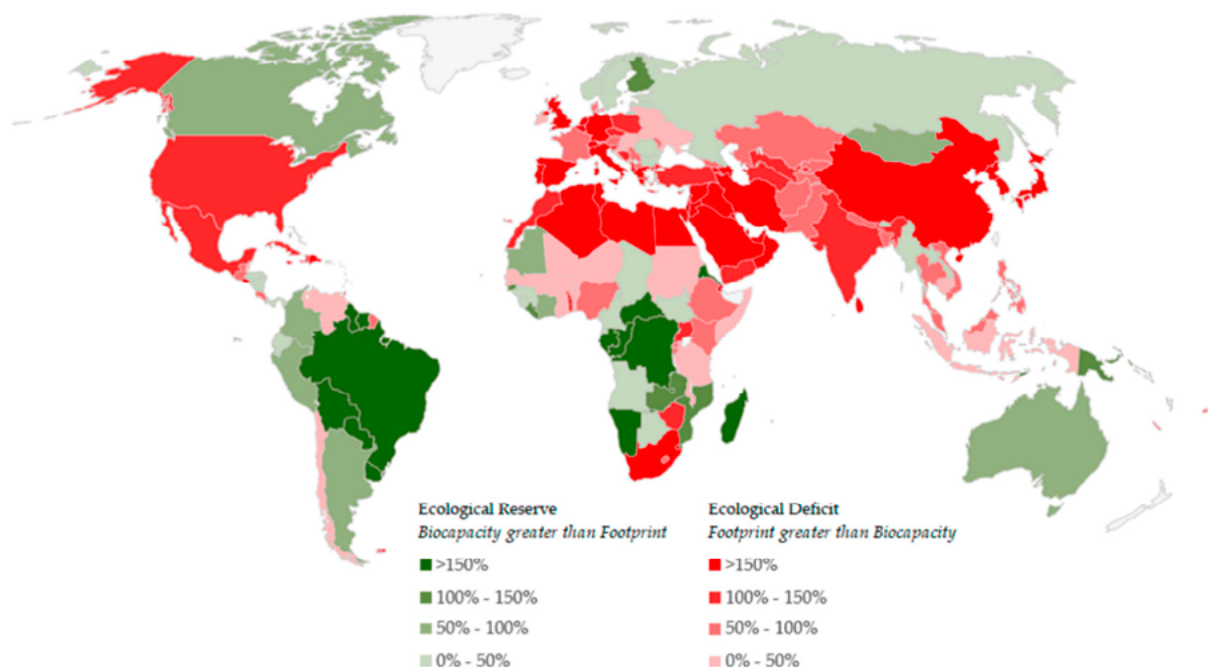 Ecological Reserve
Biocapacity greater than Footprint
>150%
100% - 150%
50% - 100%
0% - 50%
Ecological Deficit
Footprint greater than Biocapacity
>150%
100% - 150%
50% - 100%
0% - 50%